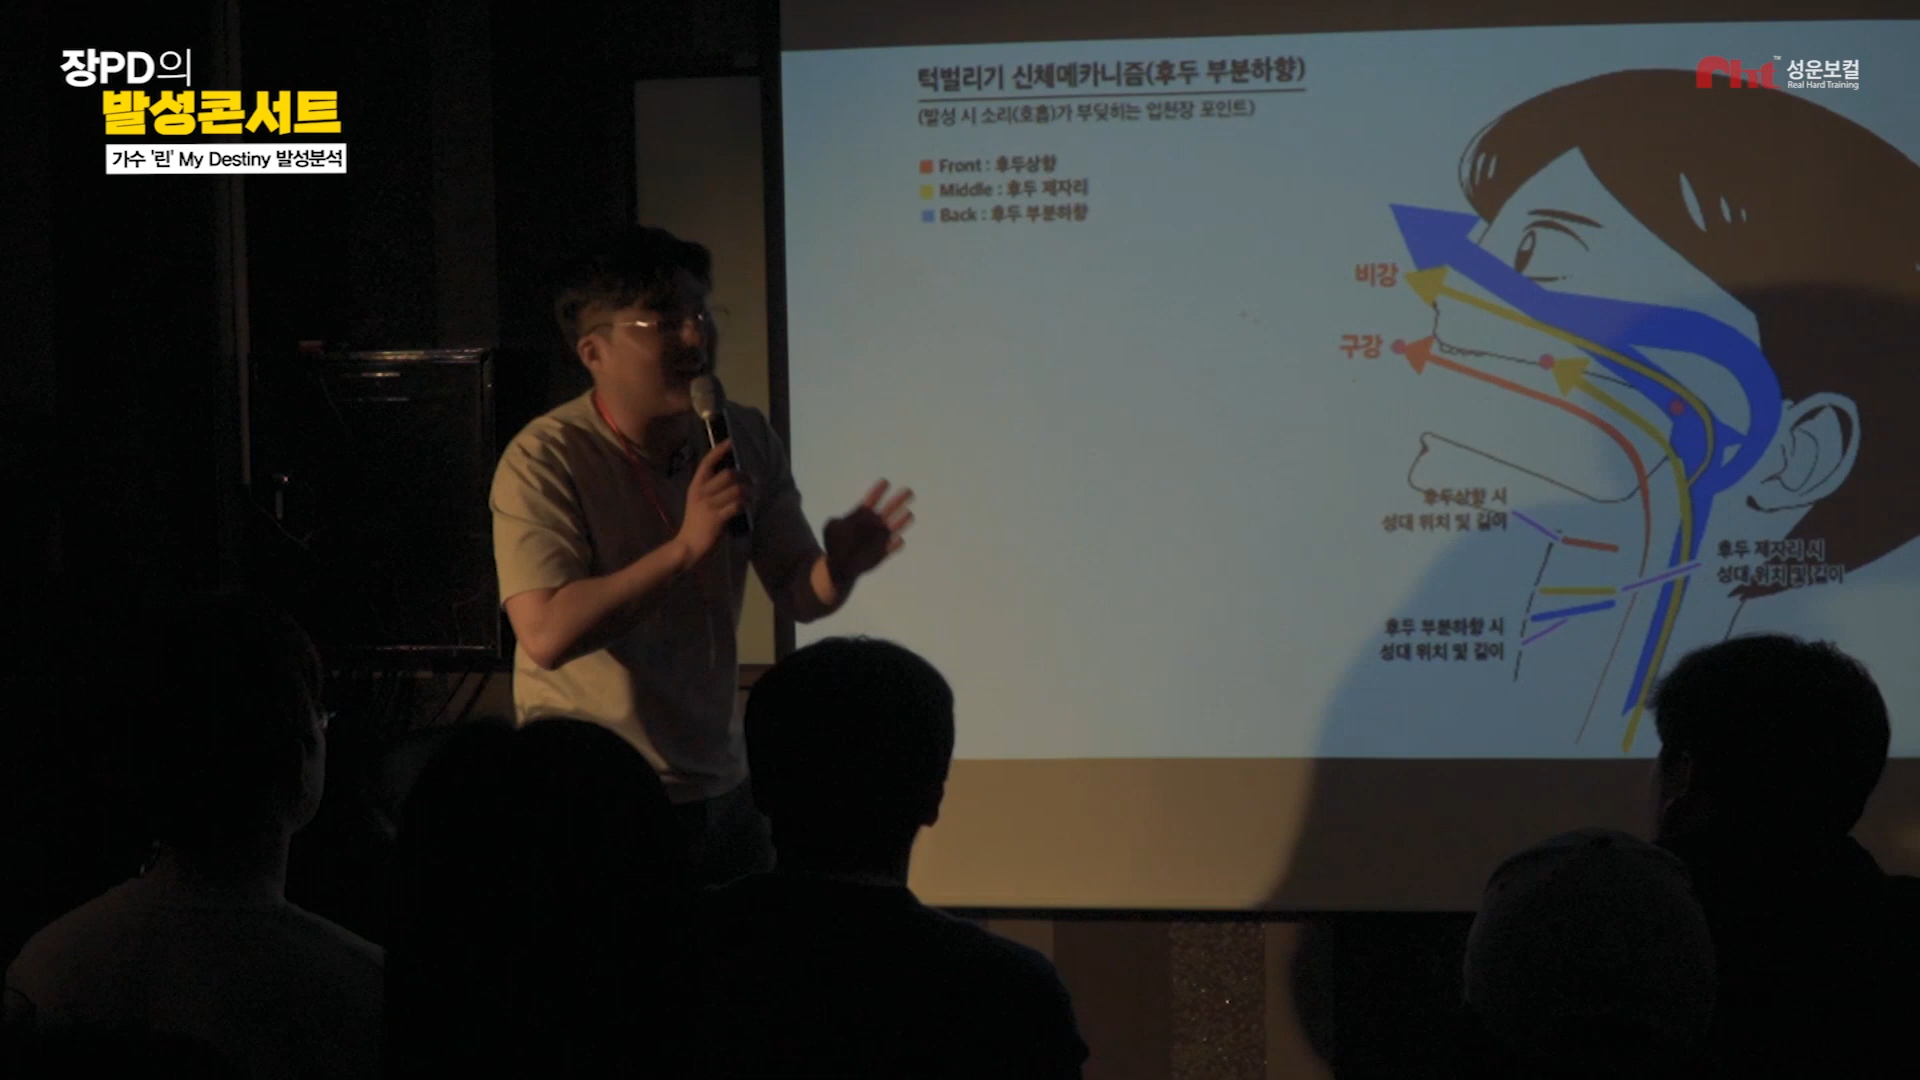 장PD의
발성콘서트
가수 '린' My Destiny 발성분석
성운보컬
Real Hard Training
턱벌리기 신체메카니즘(후두 부분하향)
(발성 시 소리(호흡)가 부딪히는 입천장 포인트)
Front : 후두상향
Middle : 후두 제자리
Back : 후두 부분하향
비강
구강
후두상향 시
성대 위치 및 길이
후두 제자리 시
성대 위치 및 길이
후두 부분하향 시
성대 위치 및 길이